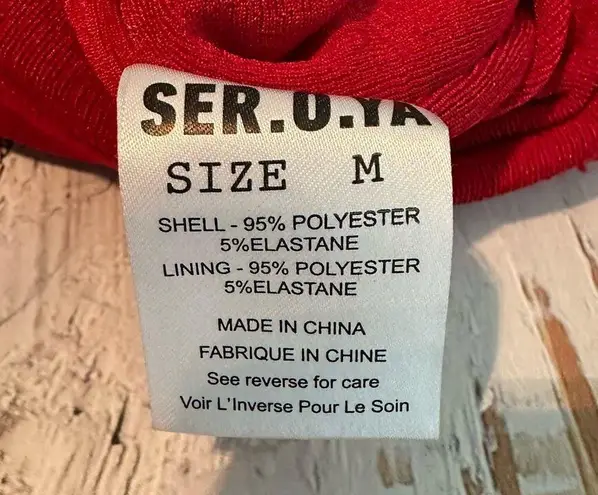 SER.O.YA
SIZE M
SHELL - 95% POLYESTER
5%ELASTANE
LINING - 95% POLYESTER
5%ELASTANE
MADE IN CHINA
FABRIQUE IN CHINE
See reverse for care
Voir L'Inverse Pour Le Soin